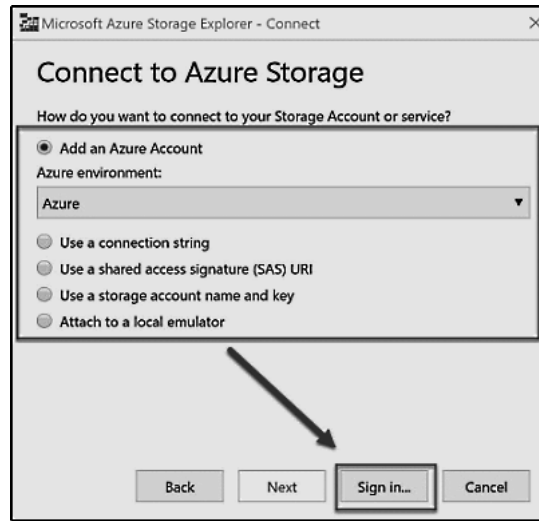 Microsoft Azure Storage Explorer - Connect
Connect to Azure Storage
How do you want to connect to your Storage Account or service?
Add an Azure Account
Azure environment:
Azure
Use a connection string
Use a shared access signature (SAS) URI
Use a storage account name and key
Attach to a local emulator
Back Next Sign in... Cancel